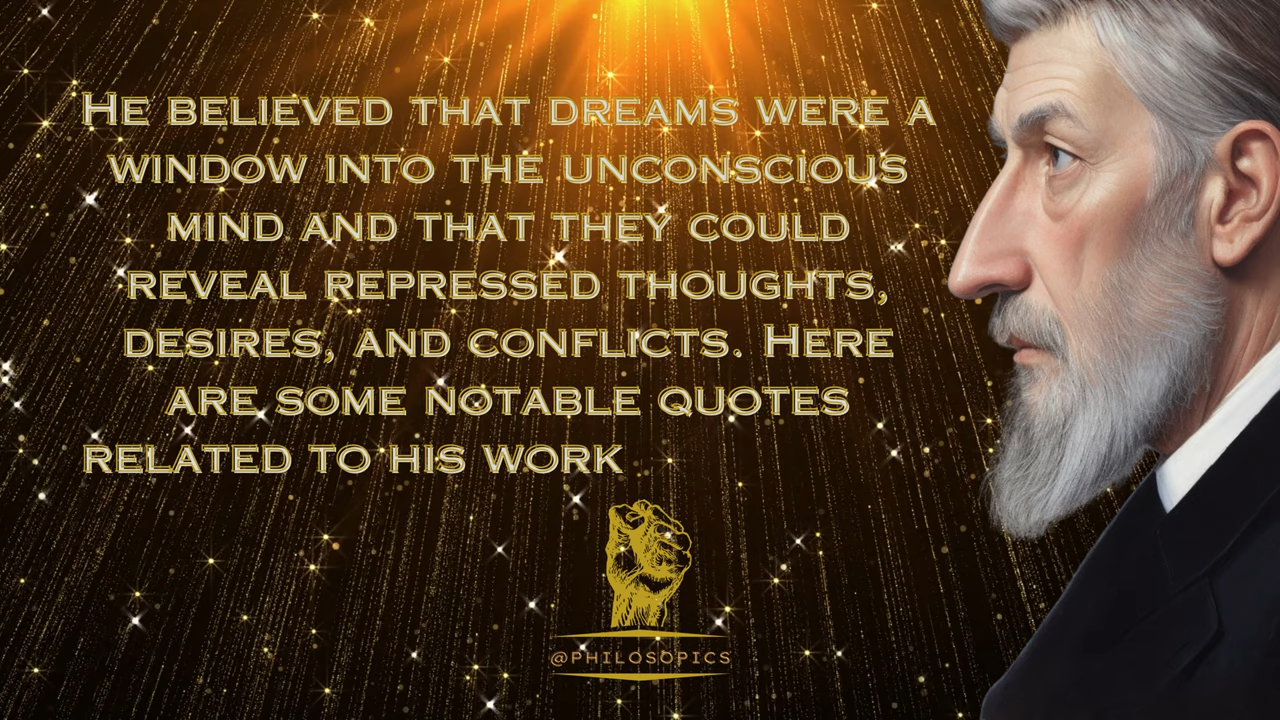 He believed that dreams were a
window into the unconscious
mind and that they could
reveal repressed thoughts,
desires, and conflicts. Here
are some notable quotes
related to his work
@PHILOSOPICS